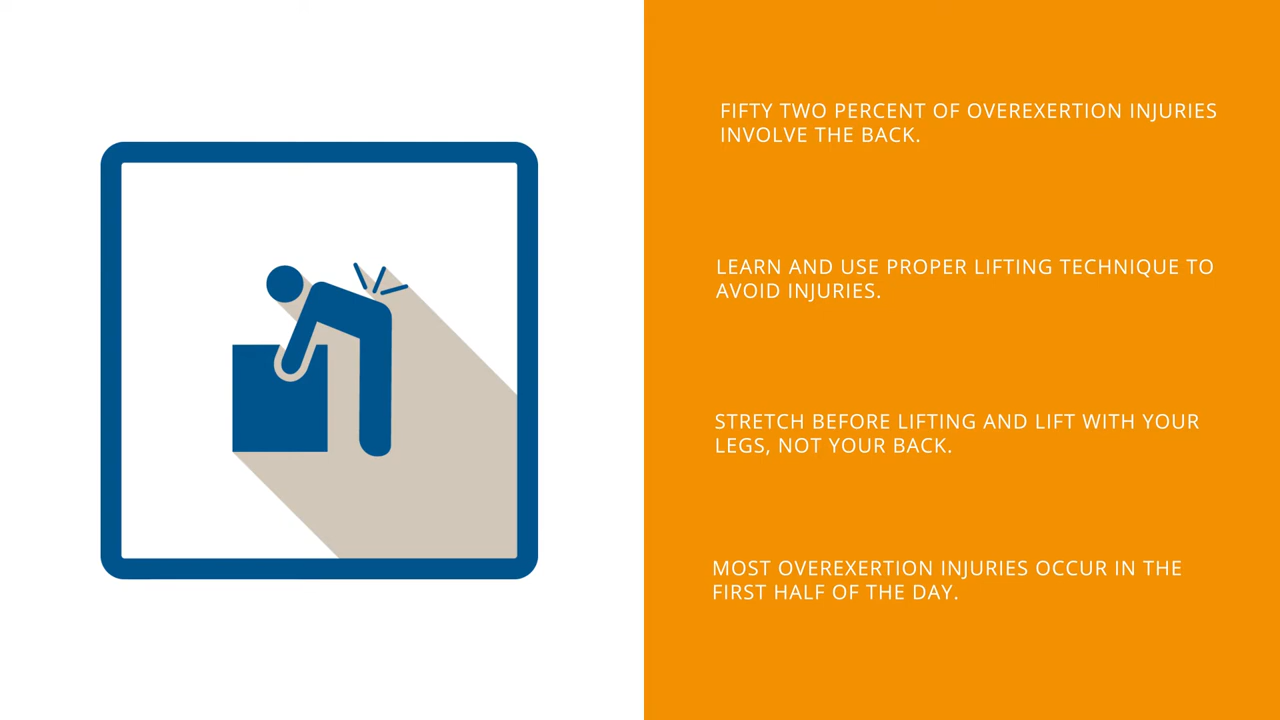 FIFTY TWO PERCENT OF OVEREXERTION INJURIES
INVOLVE THE BACK.
LEARN AND USE PROPER LIFTING TECHNIQUE TO
AVOID INJURIES.
STRETCH BEFORE LIFTING AND LIFT WITH YOUR
LEGS, NOT YOUR BACK.
MOST OVEREXERTION INJURIES OCCUR IN THE
FIRST HALF OF THE DAY.